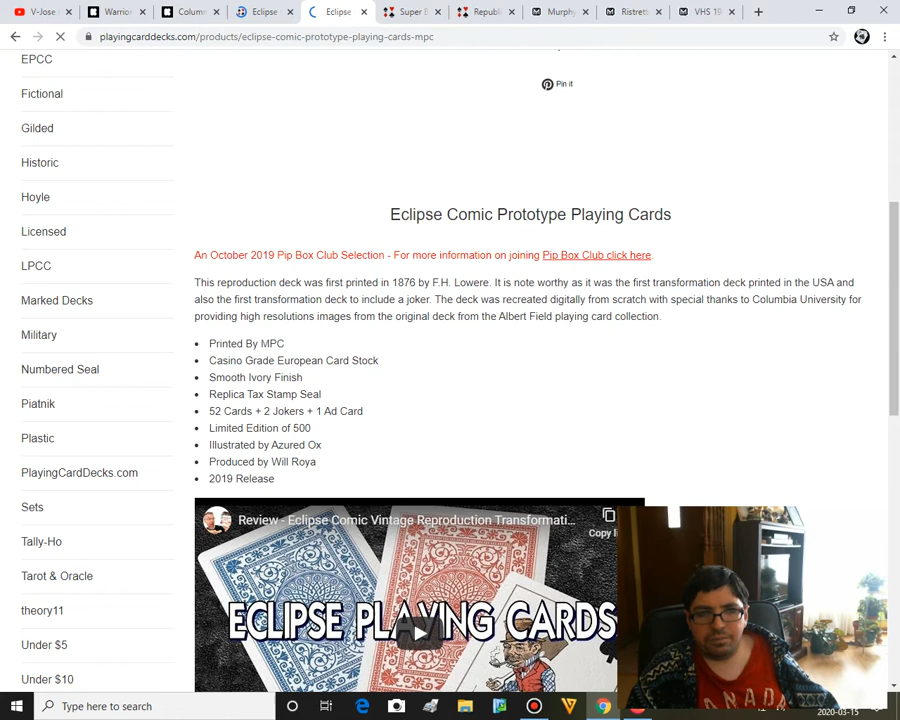 V-Jose
Warrior
Column
Eclipse
Eclipse
Super B
Republi
Murphy
Ristrett
VHS 19
playingcarddecks.com/products/eclipse-comic-prototype-playing-cards-mpc
EPCC
Fictional
Gilded
Historic
Hoyle
Licensed
LPCC
Marked Decks
Military
Numbered Seal
Piatnik
Plastic
PlayingCardDecks.com
Sets
Tally-Ho
Tarot & Oracle
theory11
Under $5
Under $10
Pin it
Eclipse Comic Prototype Playing Cards
An October 2019 Pip Box Club Selection - For more information on joining Pip Box Club click here.
This reproduction deck was first printed in 1876 by F.H. Lowere. It is note worthy as it was the first transformation deck printed in the USA and
also the first transformation deck to include a joker. The deck was recreated digitally from scratch with special thanks to Columbia University for
providing high resolutions images from the original deck from the Albert Field playing card collection.
Printed By MPC
Casino Grade European Card Stock
Smooth Ivory Finish
Replica Tax Stamp Seal
52 Cards + 2 Jokers + 1 Ad Card
Limited Edition of 500
Illustrated by Azured Ox
Produced by Will Roya
2019 Release
Review - Eclipse Comic Vintage Reproduction Transformati...
Copy li
ECLIPSE PLAYING CARDS
CANADA
Type here to search
2020-03-15